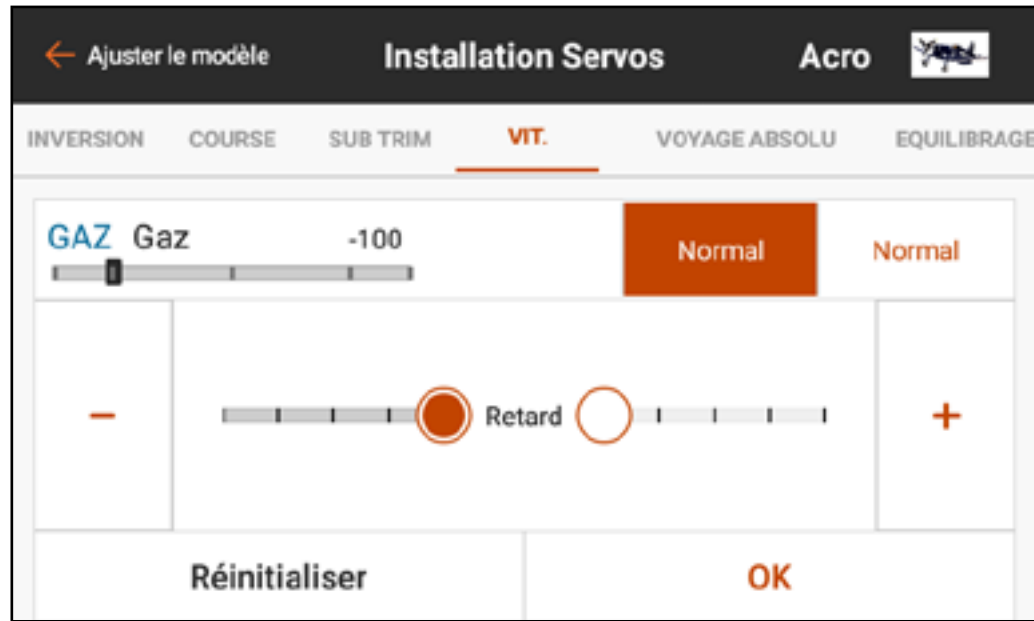 ← Ajuster le modèle Installation Servos Acro
INVERSION COURSE SUB TRIM VIT. VOYAGE ABSOLU EQUILIBRAGE
GAZ Gaz -100 Normal Normal
− Retard +
Réinitialiser OK